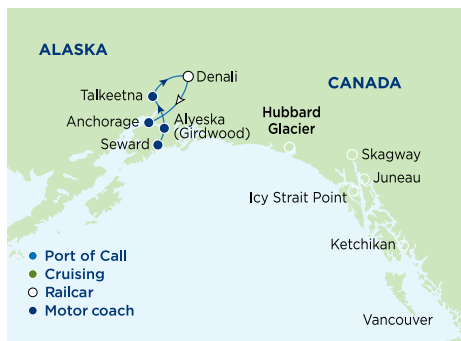 ALASKA
Denali
CANADA
Talkeetna
Hubbard
Glacier
Anchorage
Alyeska
(Girdwood)
Seward
Skagway
Juneau
Icy Strait Point
Ketchikan
Port of Call
Cruising
Railcar
Motor coach
Vancouver